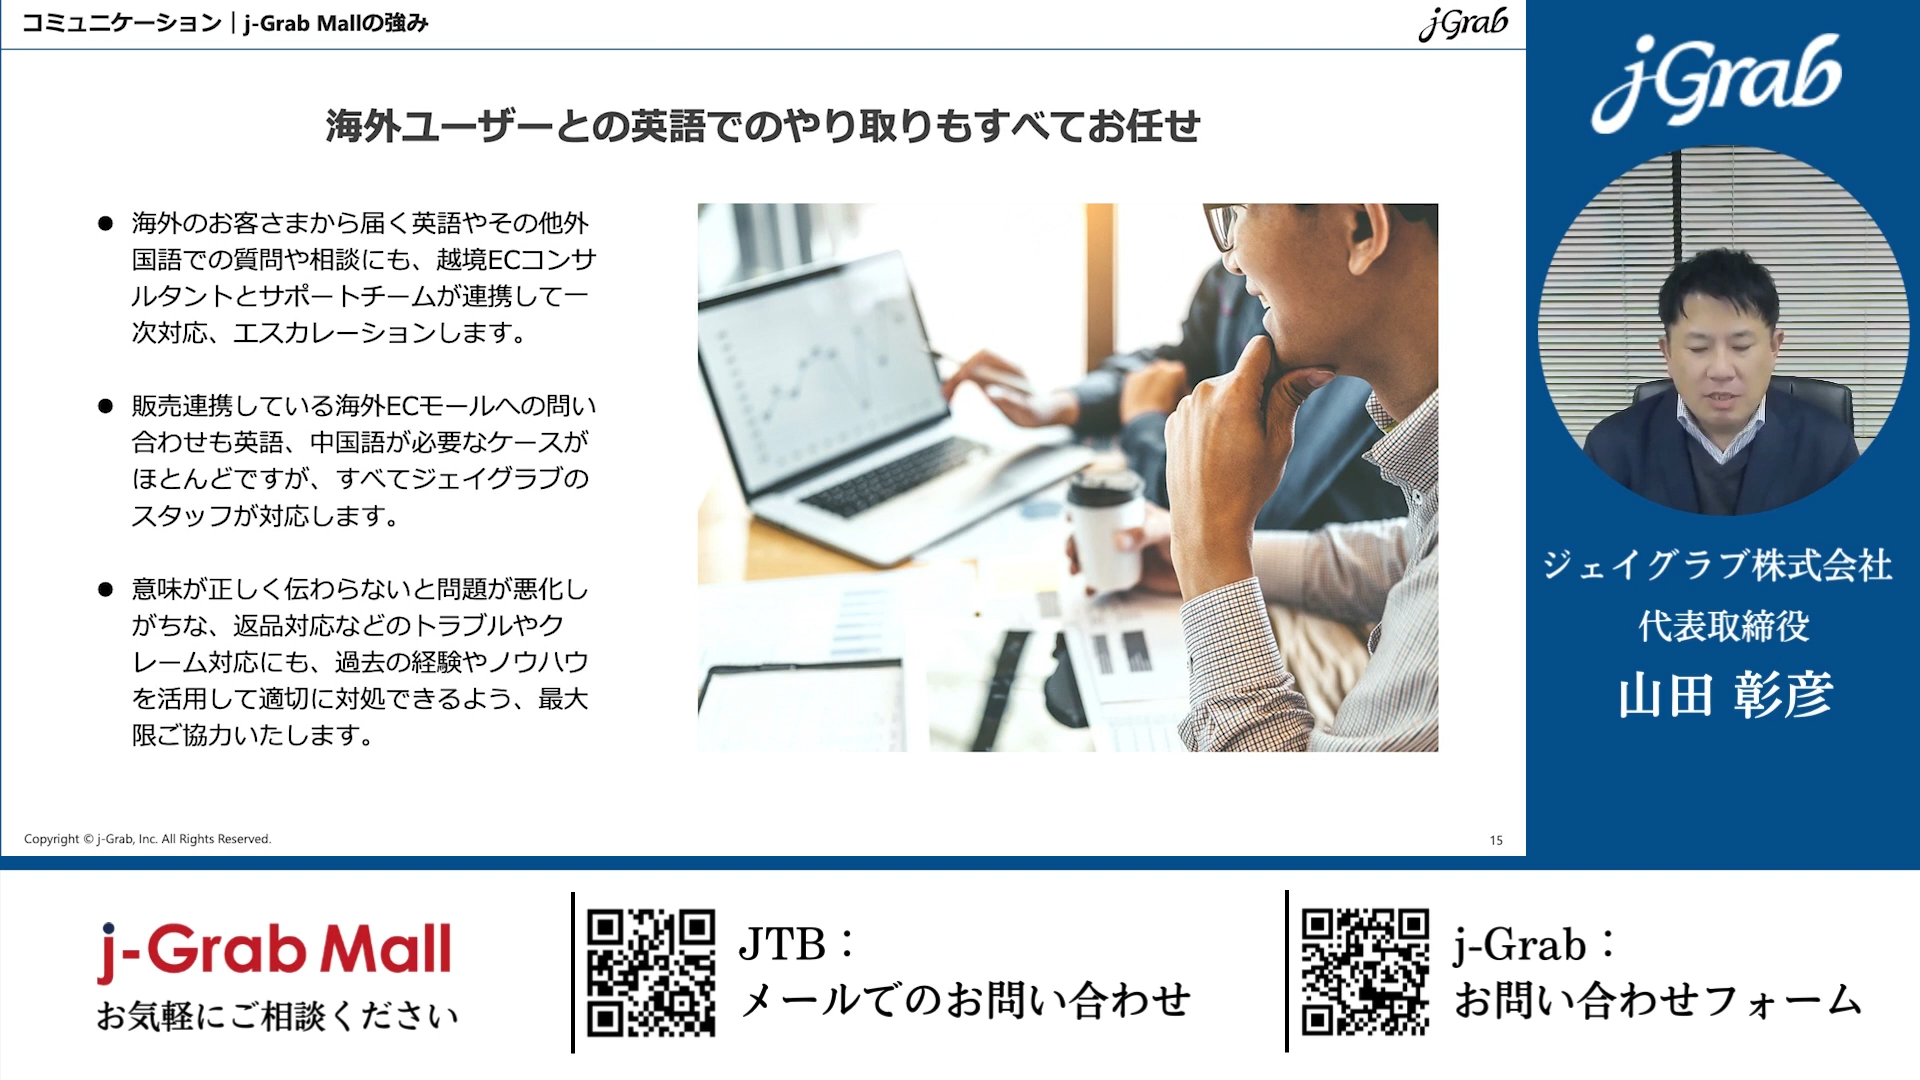 コミュニケーション｜j-Grab Mallの強み
j-Grab
海外ユーザーとの英語でのやり取りもすべてお任せ
● 海外のお客さまから届く英語やその他外
国語での質問や相談にも、越境ECコンサ
ルタントとサポートチームが連携して一
次対応、エスカレーションします。
● 販売連携している海外ECモールへの問い
合わせも英語、中国語が必要なケースが
ほとんどですが、すべてジェイグラブの
スタッフが対応します。
● 意味が正しく伝わらないと問題が悪化し
がちな、返品対応などのトラブルやク
レーム対応にも、過去の経験やノウハウ
を活用して適切に対処できるよう、最大
限ご協力いたします。
Copyright © j-Grab, Inc. All Rights Reserved.
15
j-Grab
ジェイグラブ株式会社
代表取締役
山田 彰彦
j-Grab Mall
お気軽にご相談ください
JTB：
メールでのお問い合わせ
j-Grab：
お問い合わせフォーム